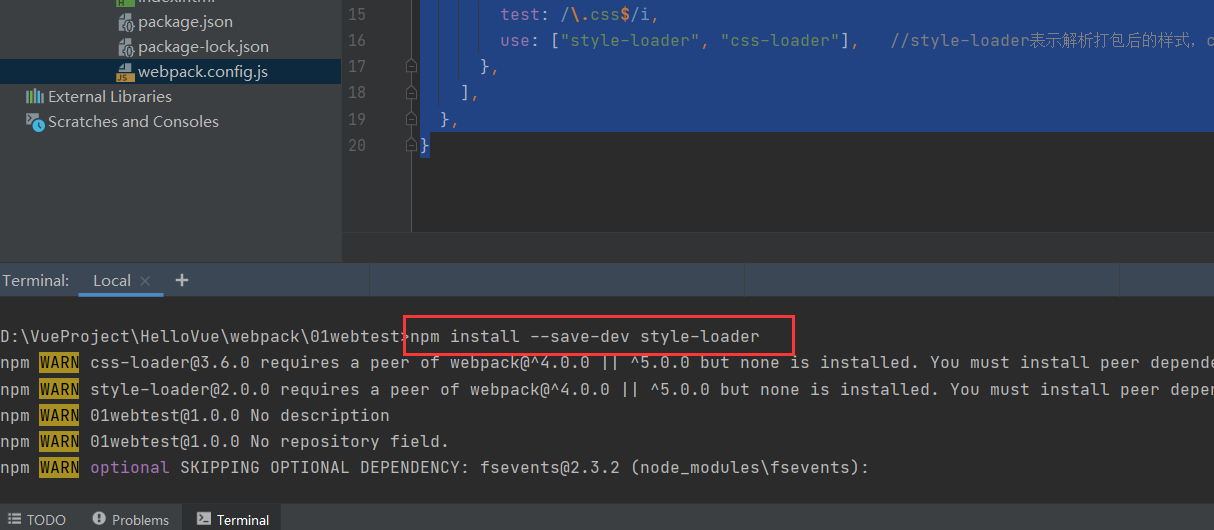 package.json
package-lock.json
webpack.config.js
External Libraries
Scratches and Consoles
15 test: /\.css$/i,
16 use: ["style-loader", "css-loader"], //style-loader表示解析打包后的样式, c
17 },
18 ],
19 },
20 }
Terminal: Local × +
D:\VueProject\HelloVue\webpack\01webtest>npm install --save-dev style-loader
npm WARN css-loader@3.6.0 requires a peer of webpack@^4.0.0 || ^5.0.0 but none is installed. You must install peer depende
npm WARN style-loader@2.0.0 requires a peer of webpack@^4.0.0 || ^5.0.0 but none is installed. You must install peer depen
npm WARN 01webtest@1.0.0 No description
npm WARN 01webtest@1.0.0 No repository field.
npm WARN optional SKIPPING OPTIONAL DEPENDENCY: fsevents@2.3.2 (node_modules\fsevents):
TODO Problems Terminal